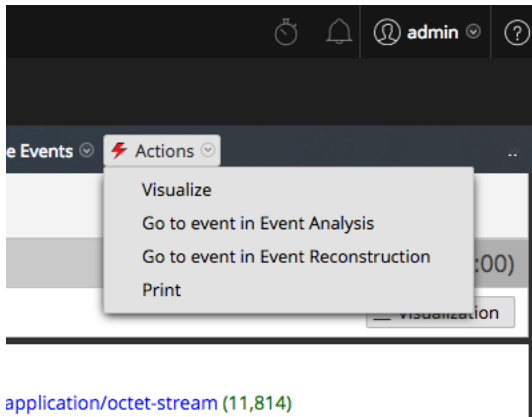 admin
e Events
Actions
Visualize
Go to event in Event Analysis
Go to event in Event Reconstruction
:00)
Print
Visualization
application/octet-stream (11,814)